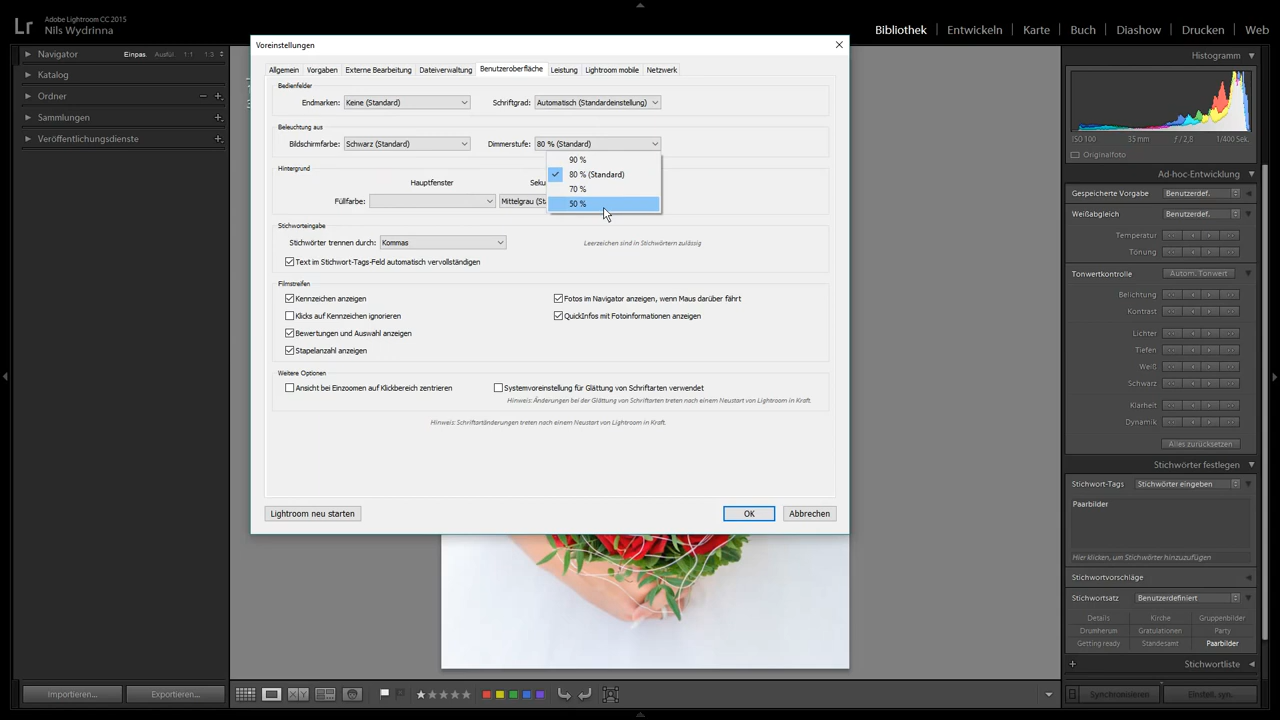 Lr
Adobe Lightroom CC 2015
Nils Wydrinna
Bibliothek | Entwickeln | Karte | Buch | Diashow | Drucken | Web
Navigator Einpas. Ausfül. 1:1 1:3
Katalog
Ordner
Sammlungen
Veröffentlichungsdienste
Voreinstellungen
Allgemein Vorgaben Externe Bearbeitung Dateiverwaltung Benutzeroberfläche Leistung Lightroom mobile Netzwerk
Bedienfelder
Endmarken: Keine (Standard) Schriftgrad: Automatisch (Standardeinstellung)
Beleuchtung aus
Bildschirmfarbe: Schwarz (Standard) Dimmerstufe: 80 % (Standard)
90 %
80 % (Standard)
70 %
50 %
Hintergrund
Hauptfenster Seku
Füllfarbe: Mittelgrau (Sta
Stichworteingabe
Stichwörter trennen durch: Kommas Leerzeichen sind in Stichwörtern zulässig
Text im Stichwort-Tags-Feld automatisch vervollständigen
Filmstreifen
Kennzeichen anzeigen Fotos im Navigator anzeigen, wenn Maus darüber fährt
Klicks auf Kennzeichen ignorieren QuickInfos mit Fotoinformationen anzeigen
Bewertungen und Auswahl anzeigen
Stapelanzahl anzeigen
Weitere Optionen
Ansicht bei Einzoomen auf Klickbereich zentrieren Systemvoreinstellung für Glättung von Schriftarten verwendet
Hinweis: Änderungen bei der Glättung von Schriftarten treten nach einem Neustart von Lightroom in Kraft.
Hinweis: Schriftartänderungen treten nach einem Neustart von Lightroom in Kraft.
Lightroom neu starten OK Abbrechen
Histogramm
ISO 100 35 mm f / 2,8 1/400 Sek.
Originalfoto
Ad-hoc-Entwicklung
Gespeicherte Vorgabe Benutzerdef.
Weißabgleich Benutzerdef.
Temperatur
Tönung
Tonwertkontrolle Autom. Tonwert
Belichtung
Kontrast
Lichter
Tiefen
Weiß
Schwarz
Klarheit
Dynamik
Alles zurücksetzen
Stichwörter festlegen
Stichwort-Tags Stichwörter eingeben
Paarbilder
Hier klicken, um Stichwörter hinzuzufügen
Stichwortvorschläge
Stichwortsatz Benutzerdefiniert
Details Kirche Gruppenbilder
Drumherum Gratulationen Party
Getting ready Standesamt Paarbilder
Stichwortliste
Importieren... Exportieren... XY Synchronisieren Einstell. syn...